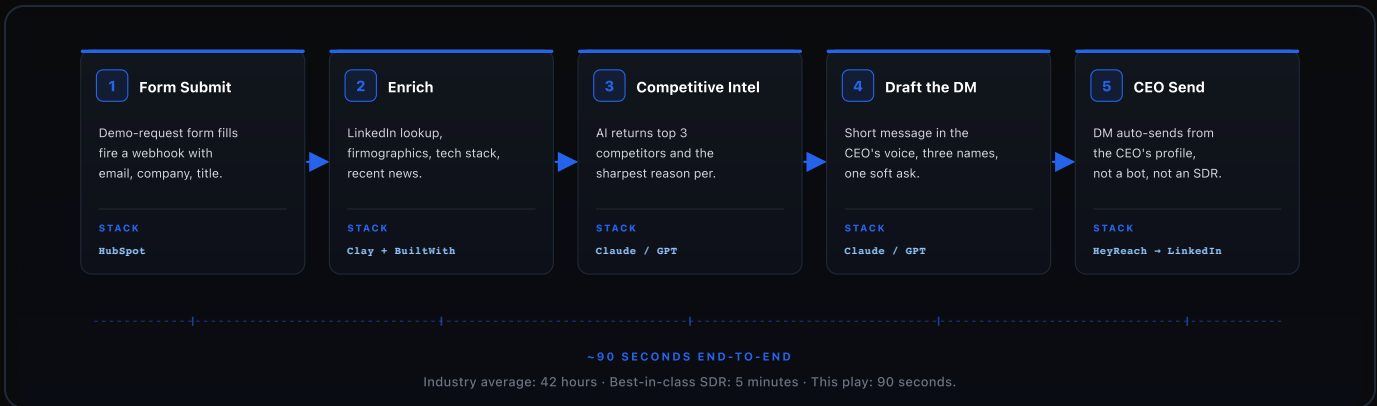 1 Form Submit
Demo-request form fills
fire a webhook with
email, company, title.
STACK
HubSpot
2 Enrich
LinkedIn lookup,
firmographics, tech stack,
recent news.
STACK
Clay + BuiltWith
3 Competitive Intel
AI returns top 3
competitors and the
sharpest reason per.
STACK
Claude / GPT
4 Draft the DM
Short message in the
CEO's voice, three names,
one soft ask.
STACK
Claude / GPT
5 CEO Send
DM auto-sends from
the CEO's profile,
not a bot, not an SDR.
STACK
HeyReach → LinkedIn
~90 SECONDS END-TO-END
Industry average: 42 hours · Best-in-class SDR: 5 minutes · This play: 90 seconds.